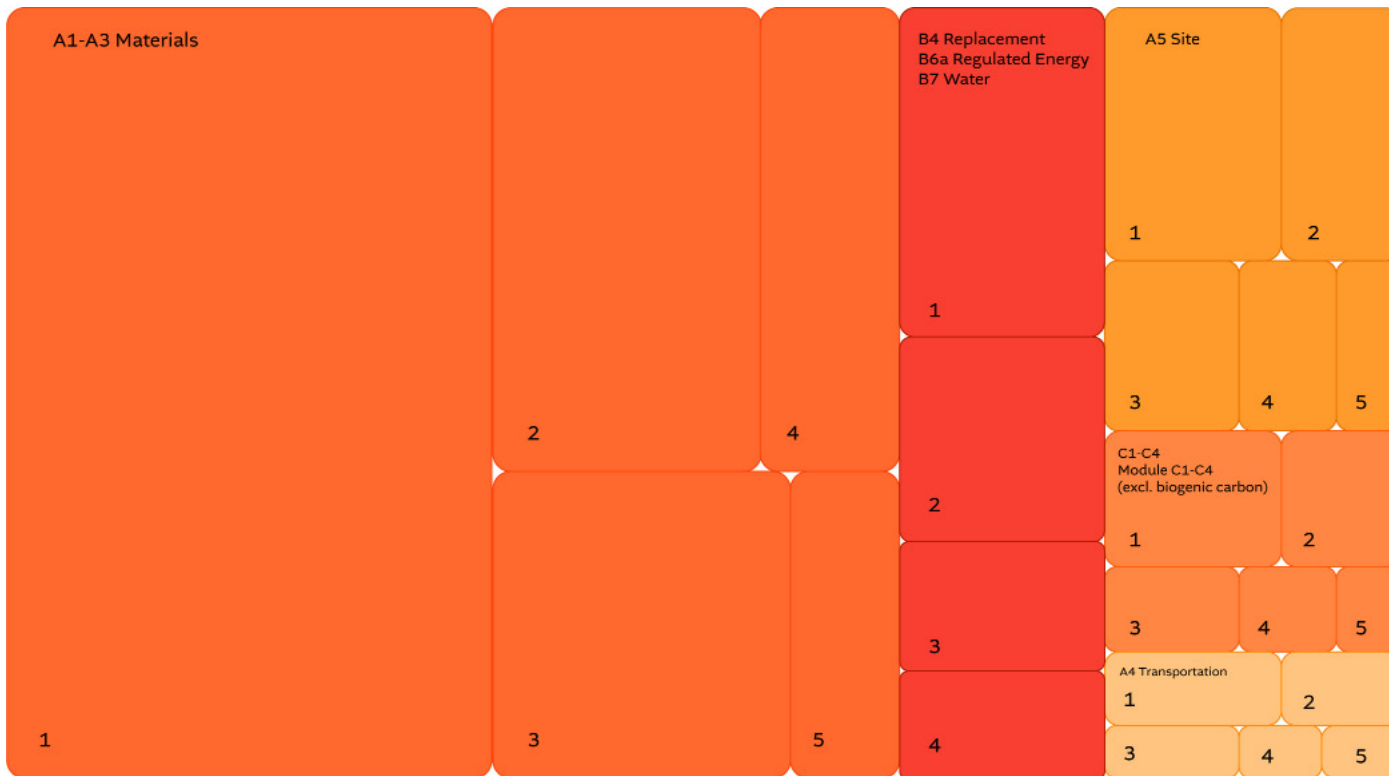 A1-A3 Materials
1
2
4
3
5
B4 Replacement
B6a Regulated Energy
B7 Water
1
2
3
4
A5 Site
1
2
3
4
5
C1-C4
Module C1-C4
(excl. biogenic carbon)
1
2
3
4
5
A4 Transportation
1
2
3
4
5